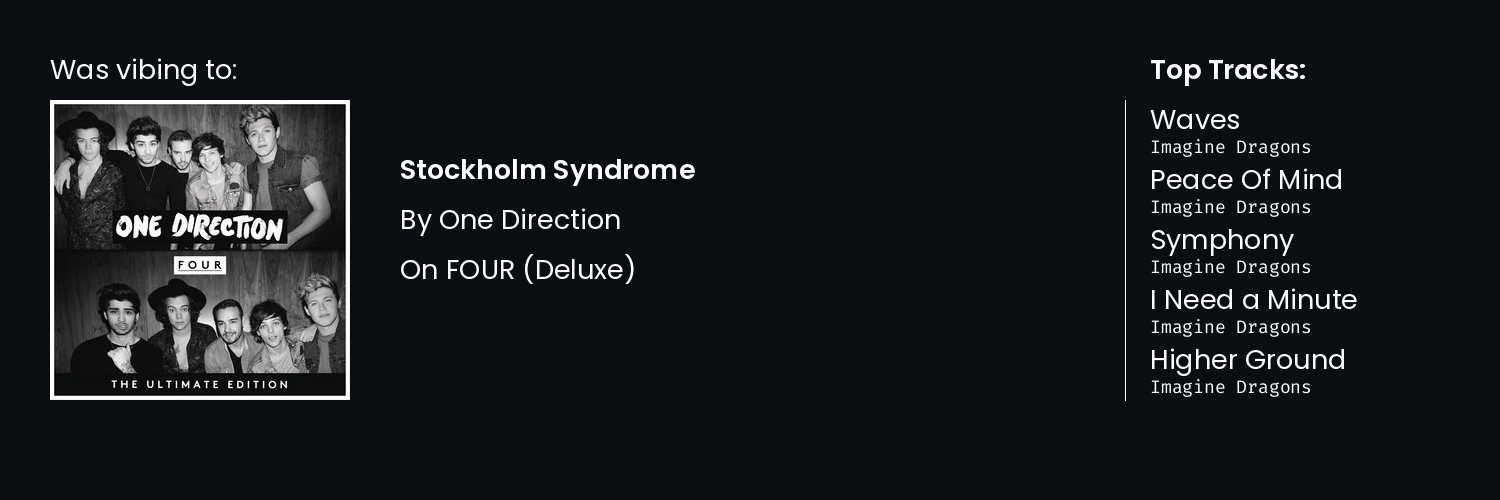 Was vibing to:
ONE DIRECTION
FOUR
THE ULTIMATE EDITION
Stockholm Syndrome
By One Direction
On FOUR (Deluxe)
Top Tracks:
Waves
Imagine Dragons
Peace Of Mind
Imagine Dragons
Symphony
Imagine Dragons
I Need a Minute
Imagine Dragons
Higher Ground
Imagine Dragons